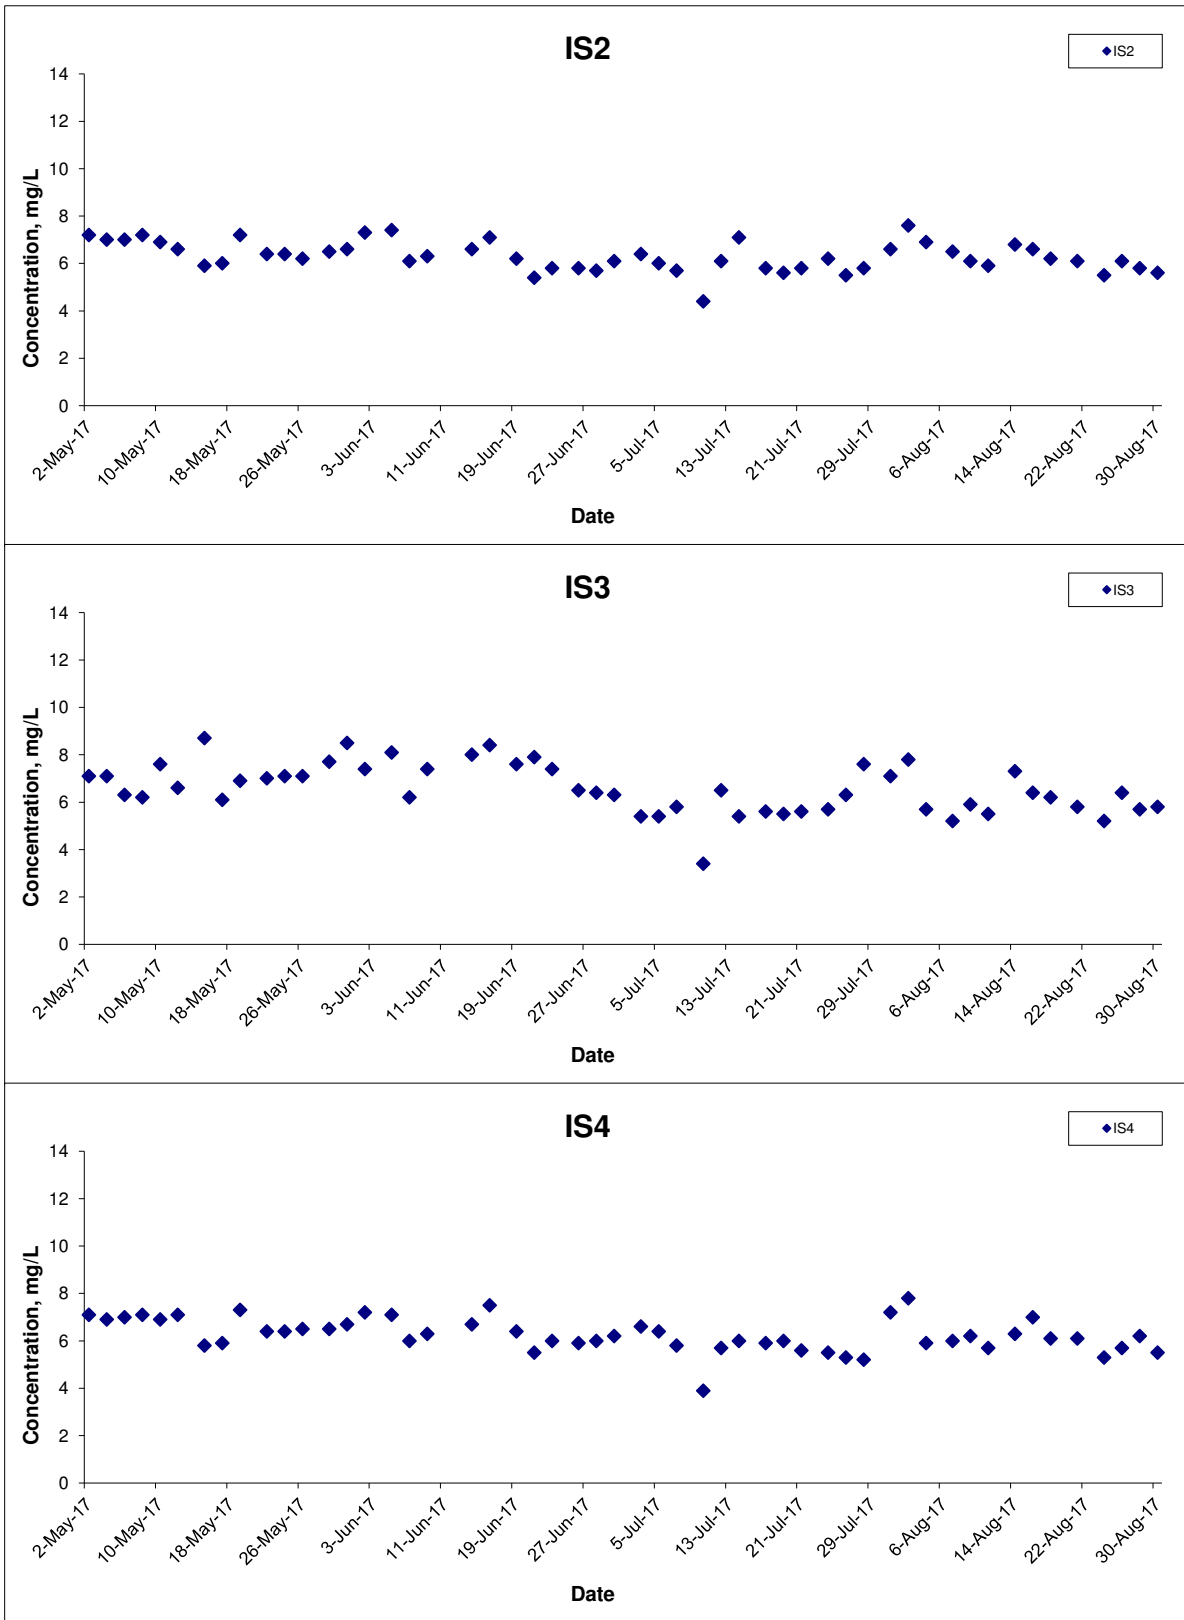 IS2
IS2
Concentration, mg/L
14
12
10
8
6
4
2
0
2-May-17
10-May-17
18-May-17
26-May-17
3-Jun-17
11-Jun-17
19-Jun-17
27-Jun-17
5-Jul-17
13-Jul-17
21-Jul-17
29-Jul-17
6-Aug-17
14-Aug-17
22-Aug-17
30-Aug-17
Date
IS3
IS3
Concentration, mg/L
14
12
10
8
6
4
2
0
2-May-17
10-May-17
18-May-17
26-May-17
3-Jun-17
11-Jun-17
19-Jun-17
27-Jun-17
5-Jul-17
13-Jul-17
21-Jul-17
29-Jul-17
6-Aug-17
14-Aug-17
22-Aug-17
30-Aug-17
Date
IS4
IS4
Concentration, mg/L
14
12
10
8
6
4
2
0
2-May-17
10-May-17
18-May-17
26-May-17
3-Jun-17
11-Jun-17
19-Jun-17
27-Jun-17
5-Jul-17
13-Jul-17
21-Jul-17
29-Jul-17
6-Aug-17
14-Aug-17
22-Aug-17
30-Aug-17
Date